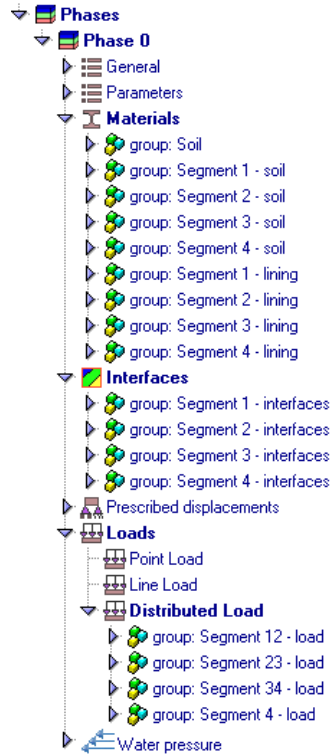 Phases
Phase 0
General
Parameters
Materials
group: Soil
group: Segment 1 - soil
group: Segment 2 - soil
group: Segment 3 - soil
group: Segment 4 - soil
group: Segment 1 - lining
group: Segment 2 - lining
group: Segment 3 - lining
group: Segment 4 - lining
Interfaces
group: Segment 1 - interfaces
group: Segment 2 - interfaces
group: Segment 3 - interfaces
group: Segment 4 - interfaces
Prescribed displacements
Loads
Point Load
Line Load
Distributed Load
group: Segment 12 - load
group: Segment 23 - load
group: Segment 34 - load
group: Segment 4 - load
Water pressure